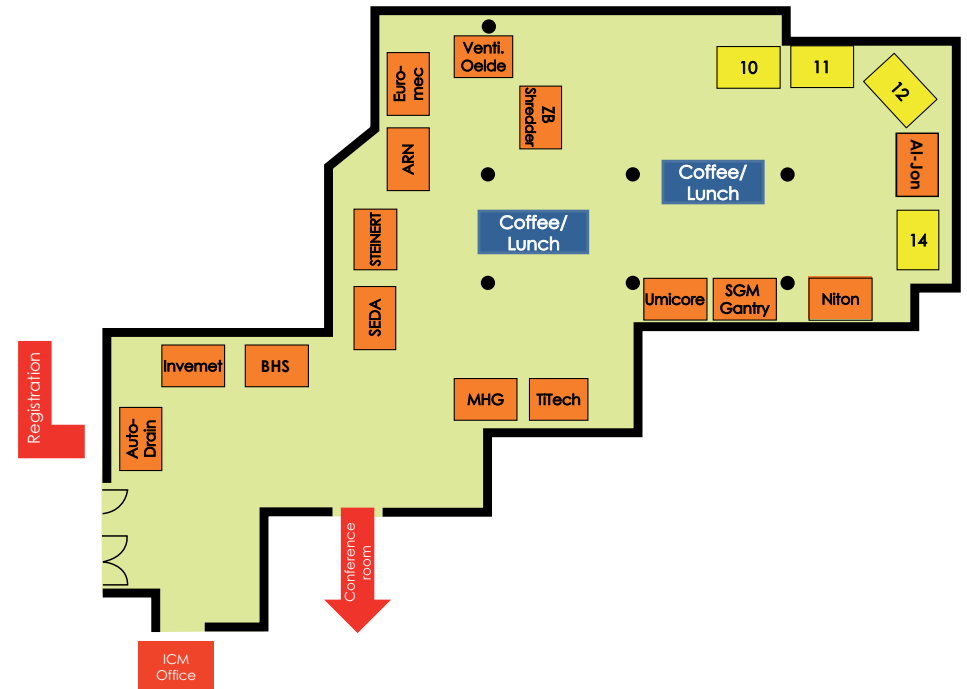 Venti.
Oelde
Euro-
mec
ZB
Shredder
10
11
12
ARN
Al-Jon
Coffee/
Lunch
Coffee/
Lunch
STEINERT
14
SEDA
Umicore
SGM
Gantry
Niton
Invemet
BHS
Registration
MHG
TiTech
Auto-
Drain
Conference
room
ICM
Office